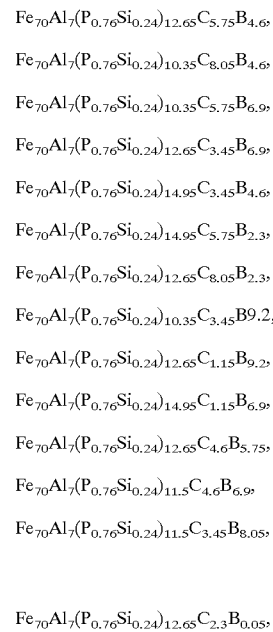 Fe₇₀Al₇(P₀.₇₆Si₀.₂₄)₁₂.₆₅C₅.₇₅B₄.₆,
Fe₇₀Al₇(P₀.₇₆Si₀.₂₄)₁₀.₃₅C₈.₀₅B₄.₆,
Fe₇₀Al₇(P₀.₇₆Si₀.₂₄)₁₀.₃₅C₅.₇₅B₆.₉,
Fe₇₀Al₇(P₀.₇₆Si₀.₂₄)₁₂.₆₅C₃.₄₅B₆.₉,
Fe₇₀Al₇(P₀.₇₆Si₀.₂₄)₁₄.₉₅C₃.₄₅B₄.₆,
Fe₇₀Al₇(P₀.₇₆Si₀.₂₄)₁₄.₉₅C₅.₇₅B₂.₃,
Fe₇₀Al₇(P₀.₇₆Si₀.₂₄)₁₂.₆₅C₈.₀₅B₂.₃,
Fe₇₀Al₇(P₀.₇₆Si₀.₂₄)₁₀.₃₅C₃.₄₅B9.2,
Fe₇₀Al₇(P₀.₇₆Si₀.₂₄)₁₂.₆₅C₁.₁₅B₉.₂,
Fe₇₀Al₇(P₀.₇₆Si₀.₂₄)₁₄.₉₅C₁.₁₅B₆.₉,
Fe₇₀Al₇(P₀.₇₆Si₀.₂₄)₁₂.₆₅C₄.₆B₅.₇₅,
Fe₇₀Al₇(P₀.₇₆Si₀.₂₄)₁₁.₅C₄.₆B₆.₉,
Fe₇₀Al₇(P₀.₇₆Si₀.₂₄)₁₁.₅C₃.₄₅B₈.₀₅,
Fe₇₀Al₇(P₀.₇₆Si₀.₂₄)₁₂.₆₅C₂.₃B₀.₀₅,